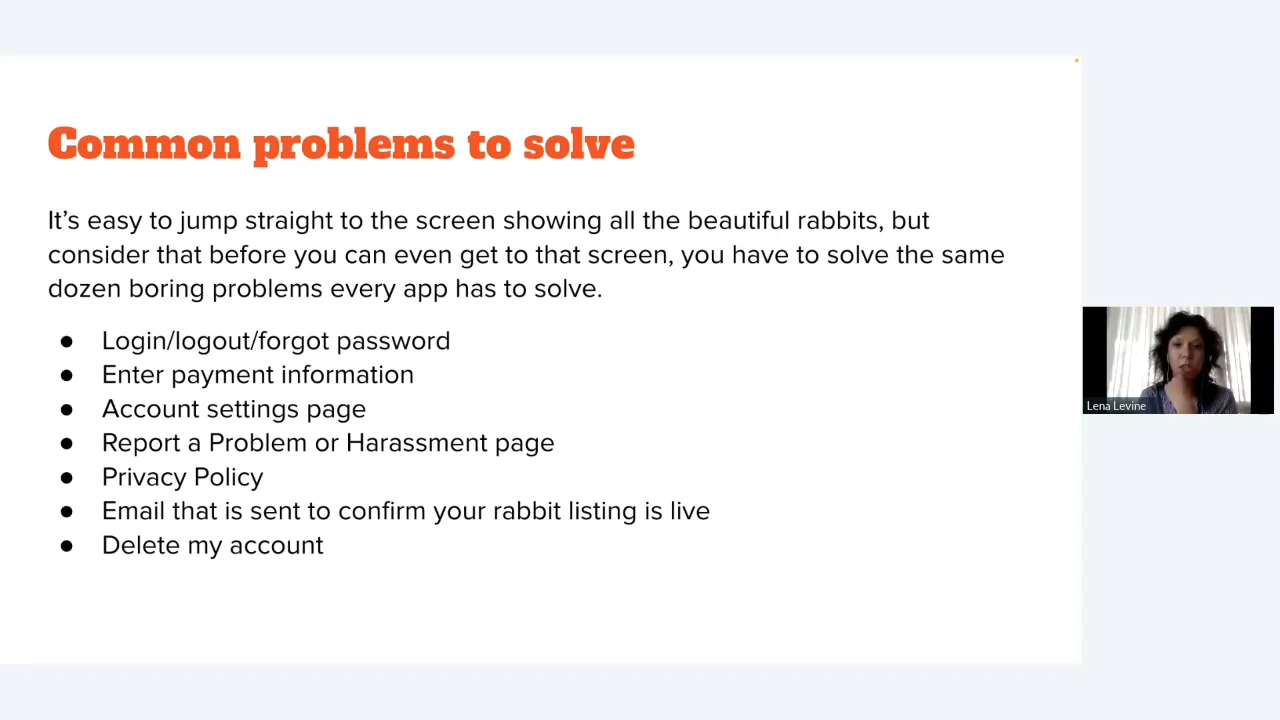 Common problems to solve
It’s easy to jump straight to the screen showing all the beautiful rabbits, but
consider that before you can even get to that screen, you have to solve the same
dozen boring problems every app has to solve.
● Login/logout/forgot password
● Enter payment information
● Account settings page
● Report a Problem or Harassment page
● Privacy Policy
● Email that is sent to confirm your rabbit listing is live
● Delete my account
Lena Levine